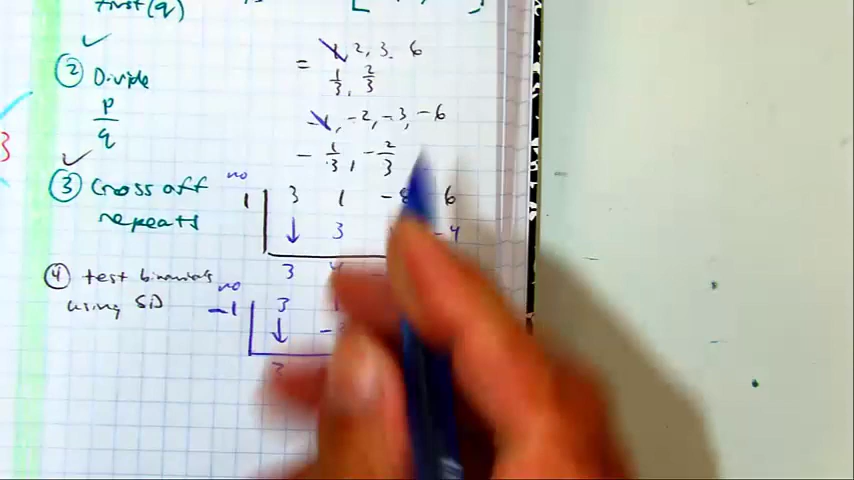 first(q)
② Divide
p
q
= 1, 2, 3, 6
1/3, 2/3
-1, -2, -3, -6
- 1/3, - 2/3
③ Cross off
repeats
no
1 3 1 -8 6
↓ 3 -4
3 4
④ test binomials
using SD
no
-1 3
↓ -